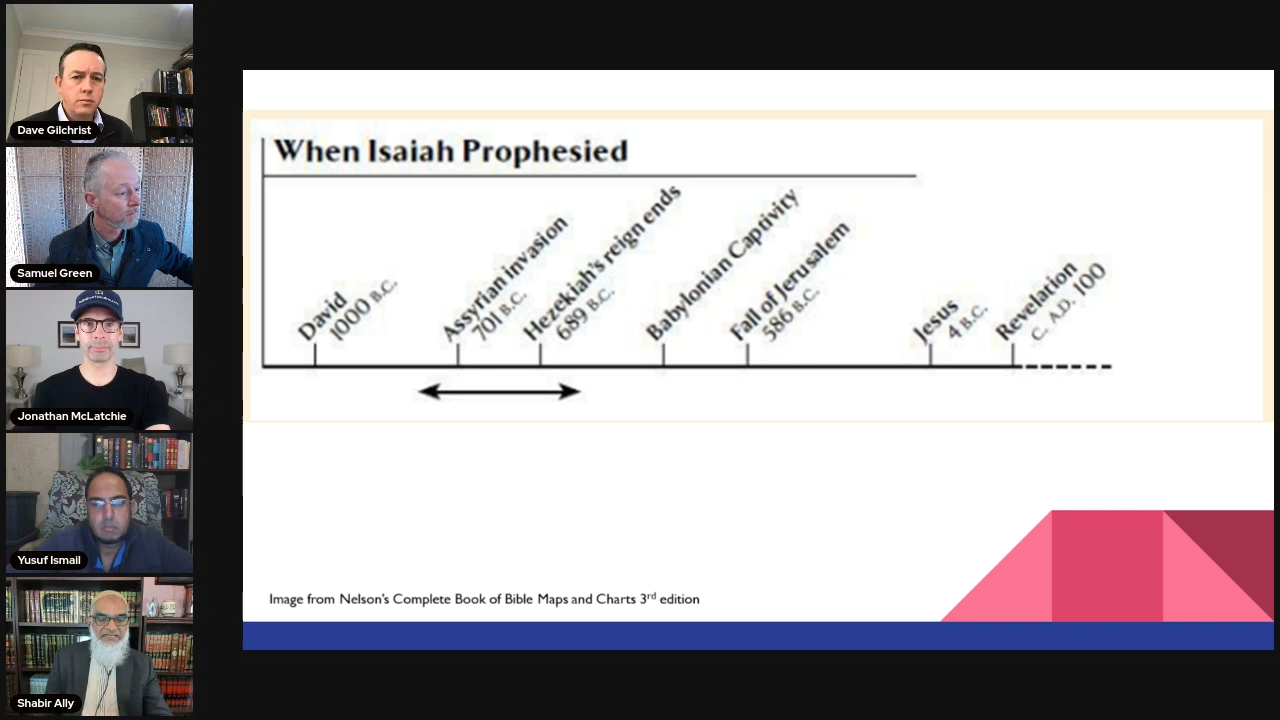 Dave Gilchrist
Samuel Green
Jonathan McLatchie
Yusuf Ismail
Shabir Ally
When Isaiah Prophesied
David
1000 B.C.
Assyrian invasion
701 B.C.
Hezekiah's reign ends
689 B.C.
Babylonian Captivity
Fall of Jerusalem
586 B.C.
Jesus
4 B.C.
Revelation
C. A.D. 100
Image from Nelson's Complete Book of Bible Maps and Charts 3rd edition